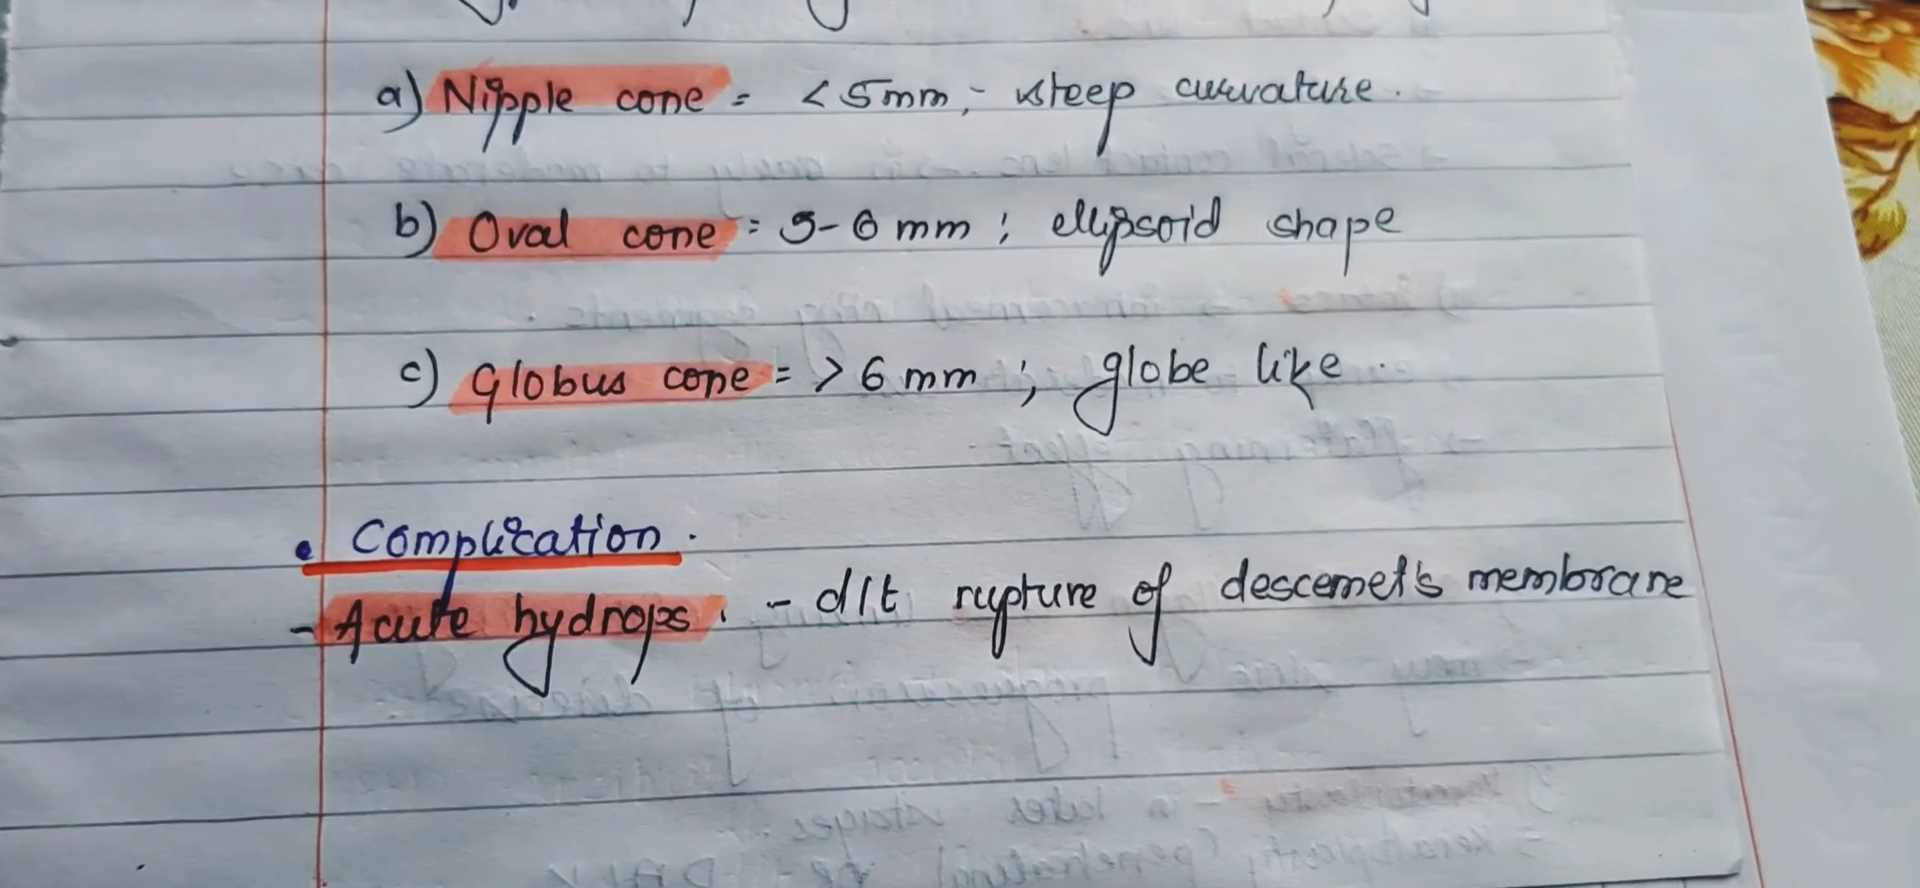 a) Nipple cone = < 5mm ;- steep curvature.
b) Oval cone = 5-6 mm ; ellipsoid shape
c) Globus cone = > 6 mm ; globe like.
• Complication.
- Acute hydrops. - d/t rupture of descemet's membrane